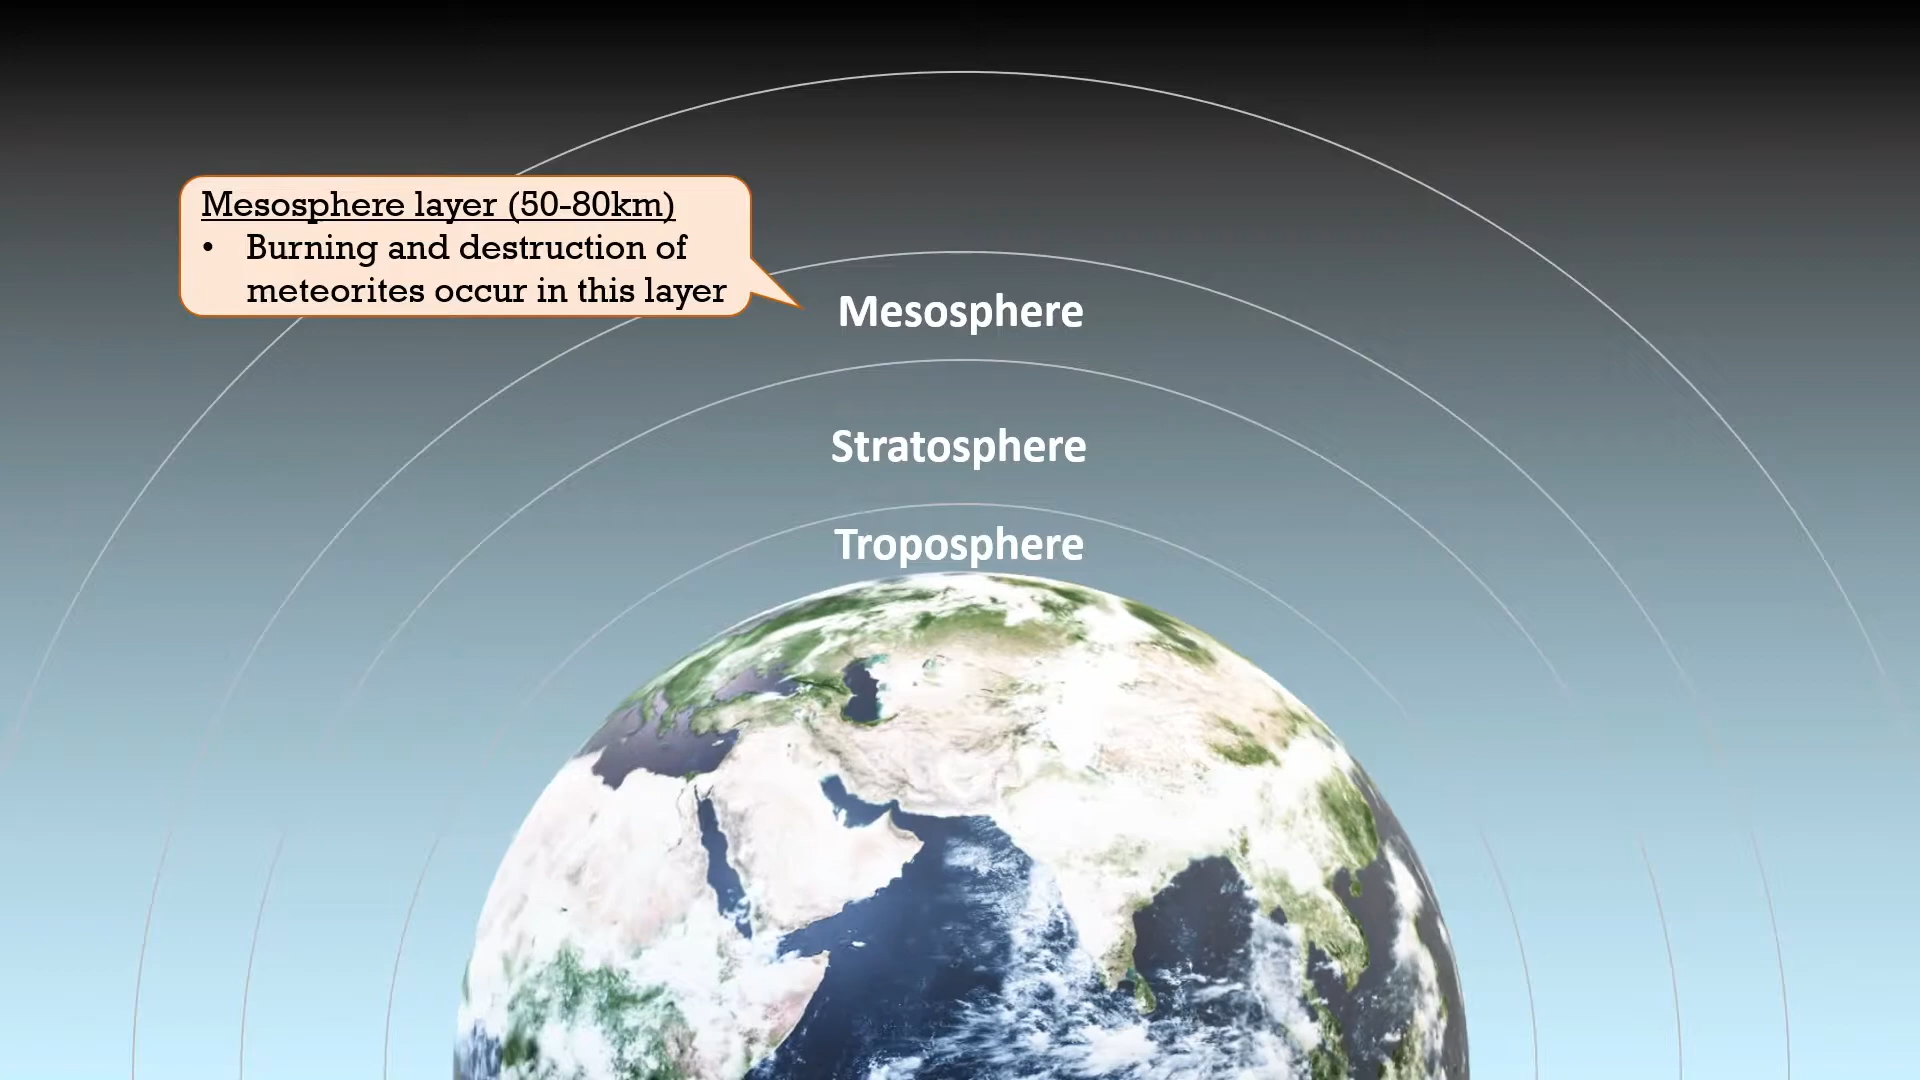 Mesosphere layer (50-80km)
• Burning and destruction of
meteorites occur in this layer
Mesosphere
Stratosphere
Troposphere